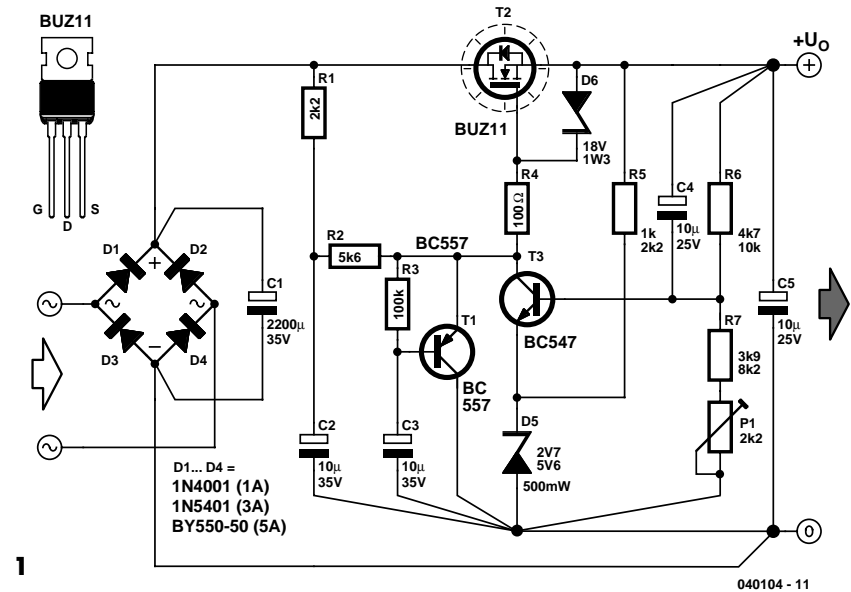 BUZ11
G
D
S
T2
BUZ11
+U_O
+
R1
2k2
D6
18V
1W3
R4
100Ω
R5
1k
2k2
C4
10µ
25V
R6
4k7
10k
D1
D2
D3
D4
+
−
~
~
~
~
C1
2200µ
35V
R2
5k6
BC557
R3
100k
T1
BC
557
T3
BC547
C5
10µ
25V
R7
3k9
8k2
P1
2k2
C2
10µ
35V
C3
10µ
35V
D5
2V7
5V6
500mW
0
D1... D4 =
1N4001 (1A)
1N5401 (3A)
BY550-50 (5A)
1
040104 - 11